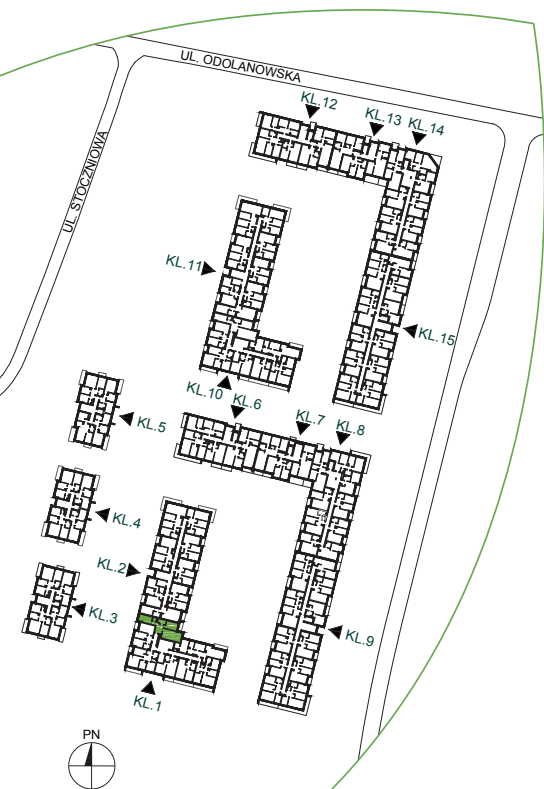 UL. ODOLANOWSKA
UL. STOCZNIOWA
KL.12
KL.13
KL.14
KL.11
KL.15
KL.10
KL.6
KL.7
KL.8
KL.5
KL.4
KL.2
KL.3
KL.9
KL.1
PN